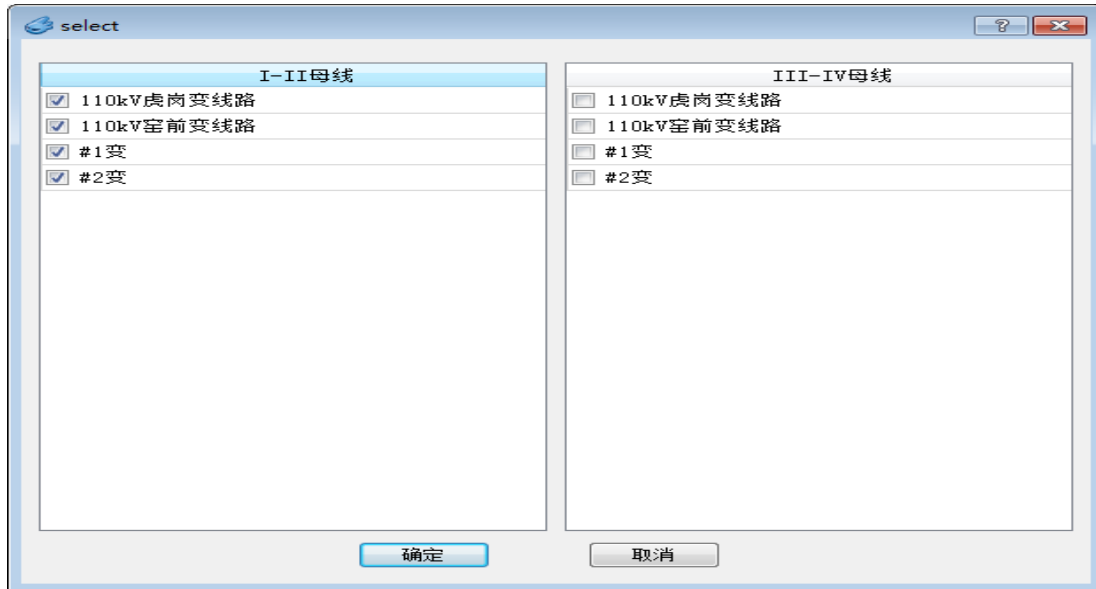 select
I-II母线
110kV虎岗变线路
110kV窑前变线路
#1变
#2变
III-IV母线
110kV虎岗变线路
110kV窑前变线路
#1变
#2变
确定
取消